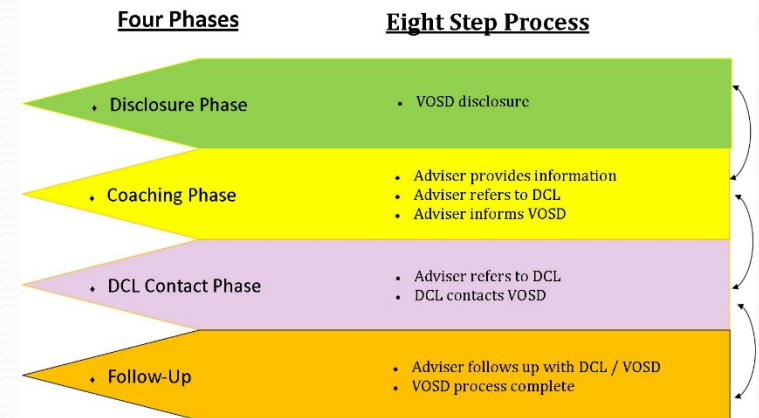 Four Phases
Eight Step Process
Disclosure Phase
VOSD disclosure
Coaching Phase
Adviser provides information
Adviser refers to DCL
Adviser informs VOSD
DCL Contact Phase
Adviser refers to DCL
DCL contacts VOSD
Follow-Up
Adviser follows up with DCL / VOSD
VOSD process complete